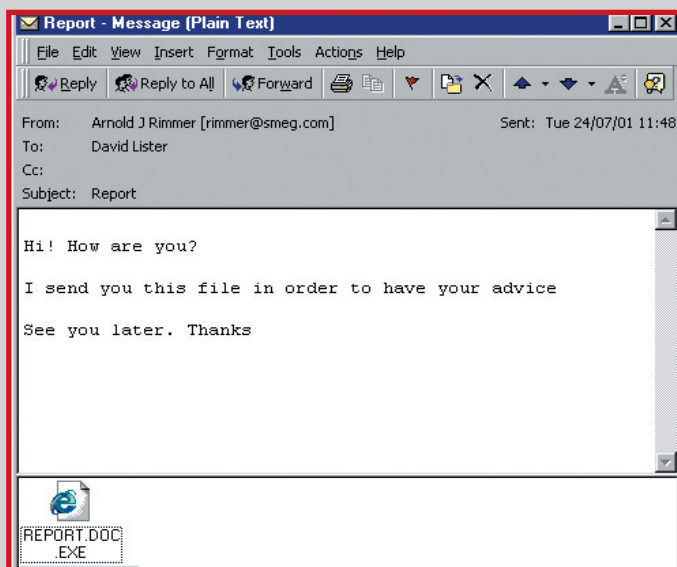 Report - Message (Plain Text)
File Edit View Insert Format Tools Actions Help
Reply Reply to All Forward A
From: Arnold J Rimmer [rimmer@smeg.com] Sent: Tue 24/07/01 11:48
To: David Lister
Cc:
Subject: Report
Hi! How are you?
I send you this file in order to have your advice
See you later. Thanks
REPORT.DOC
.EXE